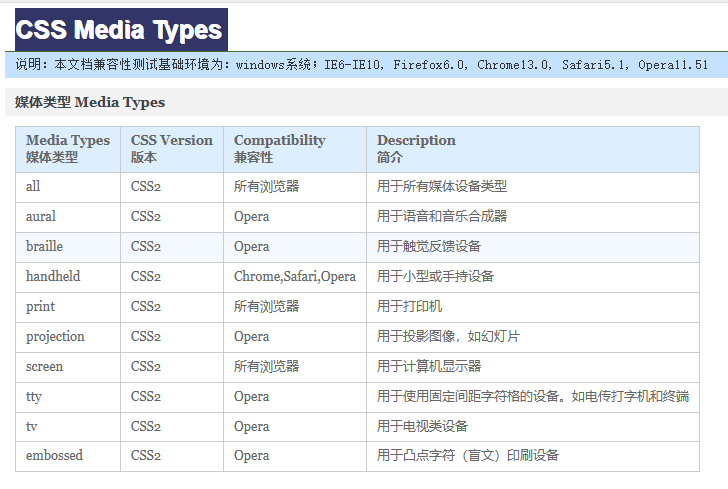 CSS Media Types
说明：本文档兼容性测试基础环境为：windows系统；IE6-IE10, Firefox6.0, Chrome13.0, Safari5.1, Opera11.51
媒体类型 Media Types
Media Types CSS Version Compatibility Description
媒体类型 版本 兼容性 简介
all CSS2 所有浏览器 用于所有媒体设备类型
aural CSS2 Opera 用于语音和音乐合成器
braille CSS2 Opera 用于触觉反馈设备
handheld CSS2 Chrome,Safari,Opera 用于小型或手持设备
print CSS2 所有浏览器 用于打印机
projection CSS2 Opera 用于投影图像，如幻灯片
screen CSS2 所有浏览器 用于计算机显示器
tty CSS2 Opera 用于使用固定间距字符格的设备。如电传打字机和终端
tv CSS2 Opera 用于电视类设备
embossed CSS2 Opera 用于凸点字符（盲文）印刷设备